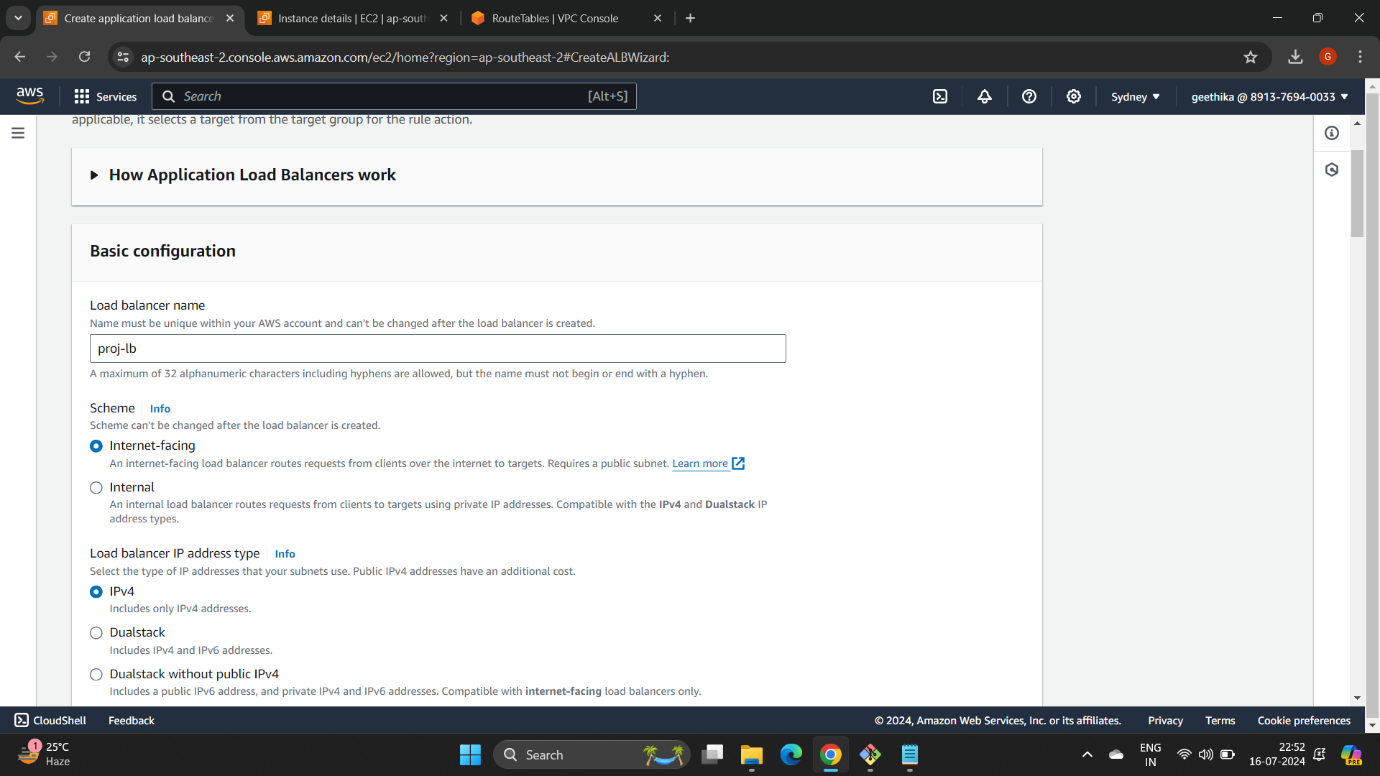 Create application load balance
Instance details | EC2 | ap-south
RouteTables | VPC Console
ap-southeast-2.console.aws.amazon.com/ec2/home?region=ap-southeast-2#CreateALBWizard:
G
aws
Services
Search
[Alt+S]
Sydney
geethika @ 8913-7694-0033
applicable, it selects a target from the target group for the rule action.
How Application Load Balancers work
Basic configuration
Load balancer name
Name must be unique within your AWS account and can't be changed after the load balancer is created.
proj-lb
A maximum of 32 alphanumeric characters including hyphens are allowed, but the name must not begin or end with a hyphen.
Scheme Info
Scheme can't be changed after the load balancer is created.
Internet-facing
An internet-facing load balancer routes requests from clients over the internet to targets. Requires a public subnet. Learn more
Internal
An internal load balancer routes requests from clients to targets using private IP addresses. Compatible with the IPv4 and Dualstack IP
address types.
Load balancer IP address type Info
Select the type of IP addresses that your subnets use. Public IPv4 addresses have an additional cost.
IPv4
Includes only IPv4 addresses.
Dualstack
Includes IPv4 and IPv6 addresses.
Dualstack without public IPv4
Includes a public IPv6 address, and private IPv4 and IPv6 addresses. Compatible with internet-facing load balancers only.
CloudShell
Feedback
© 2024, Amazon Web Services, Inc. or its affiliates.
Privacy
Terms
Cookie preferences
1
25°C
Haze
Search
ENG
IN
22:52
16-07-2024
PRE